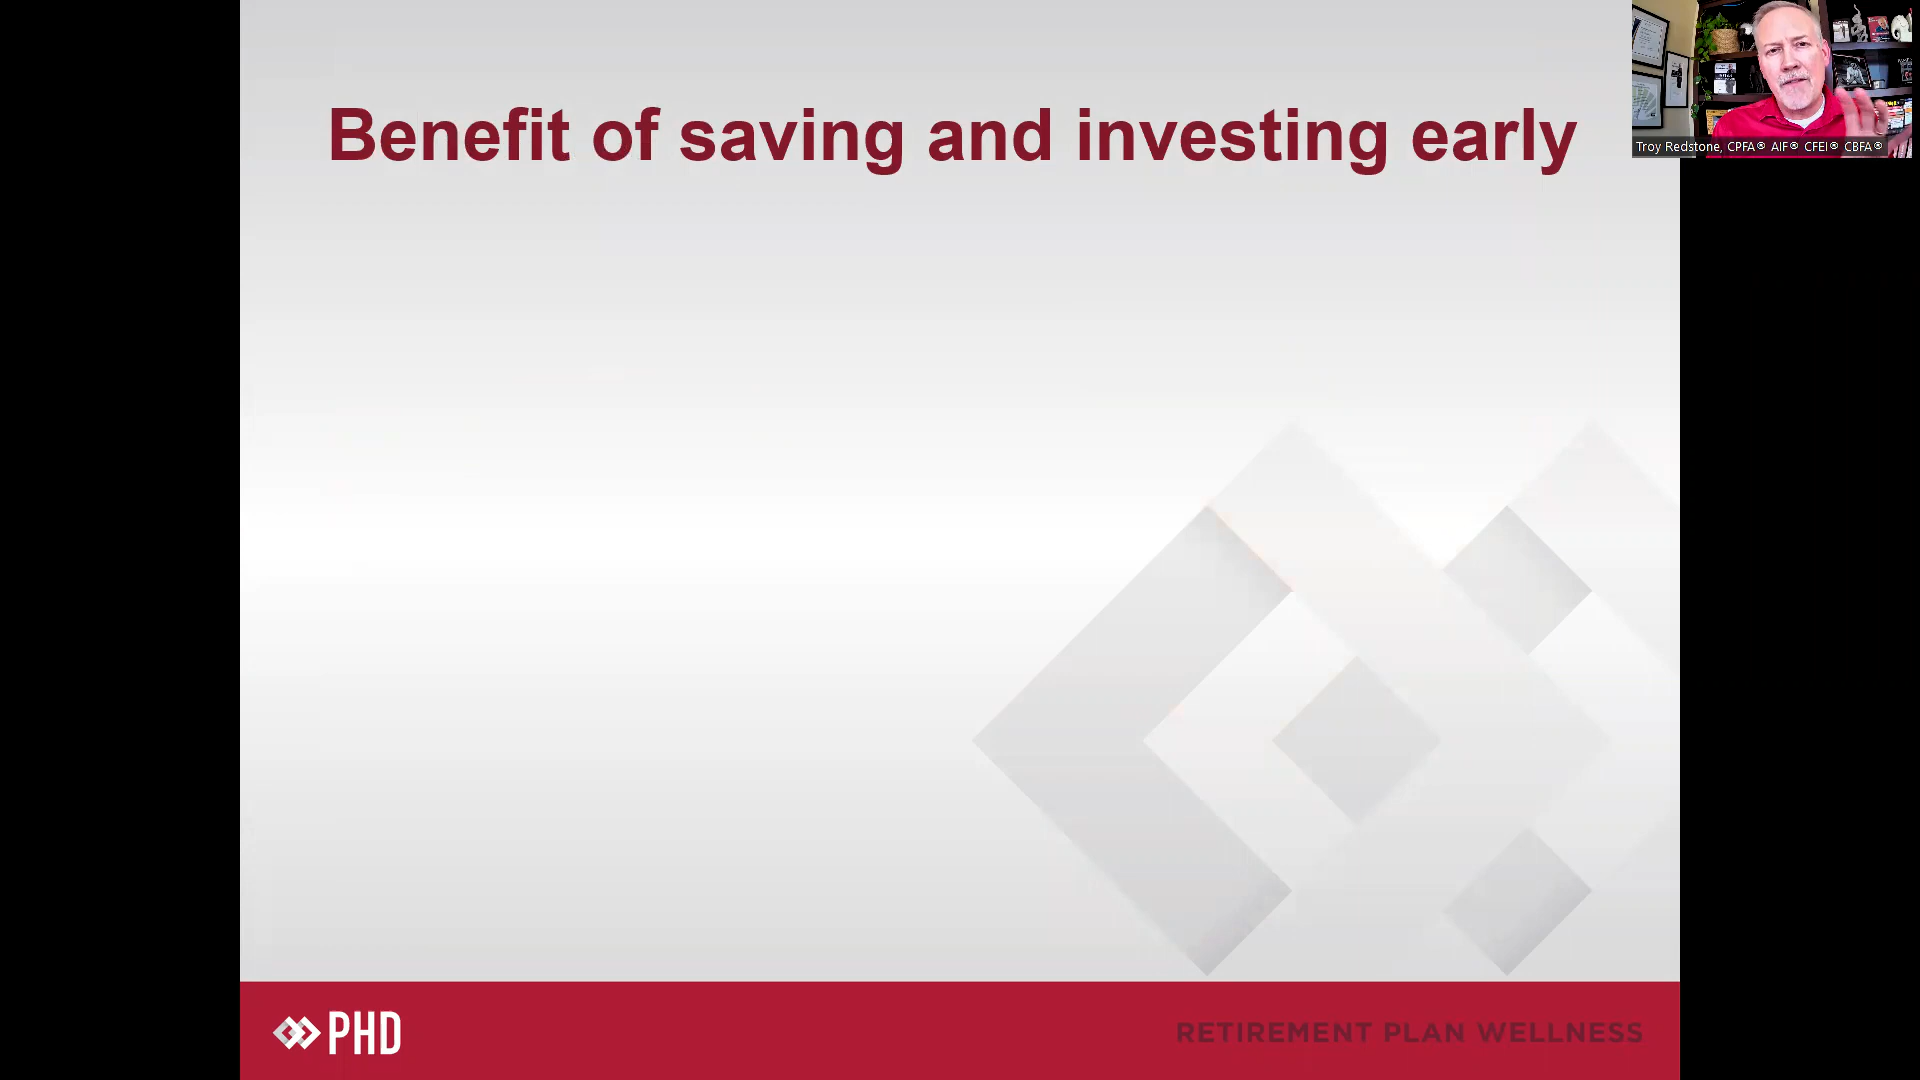 Benefit of saving and investing early
Troy Redstone, CPFA® AIF® CFEI® CBFA®
PHD
RETIREMENT PLAN WELLNESS